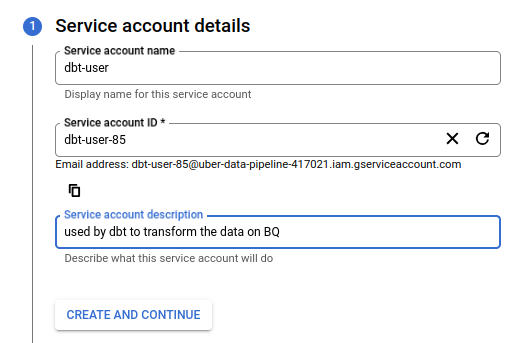 1 Service account details
Service account name
dbt-user
Display name for this service account
Service account ID *
dbt-user-85
Email address: dbt-user-85@uber-data-pipeline-417021.iam.gserviceaccount.com
Service account description
used by dbt to transform the data on BQ
Describe what this service account will do
CREATE AND CONTINUE